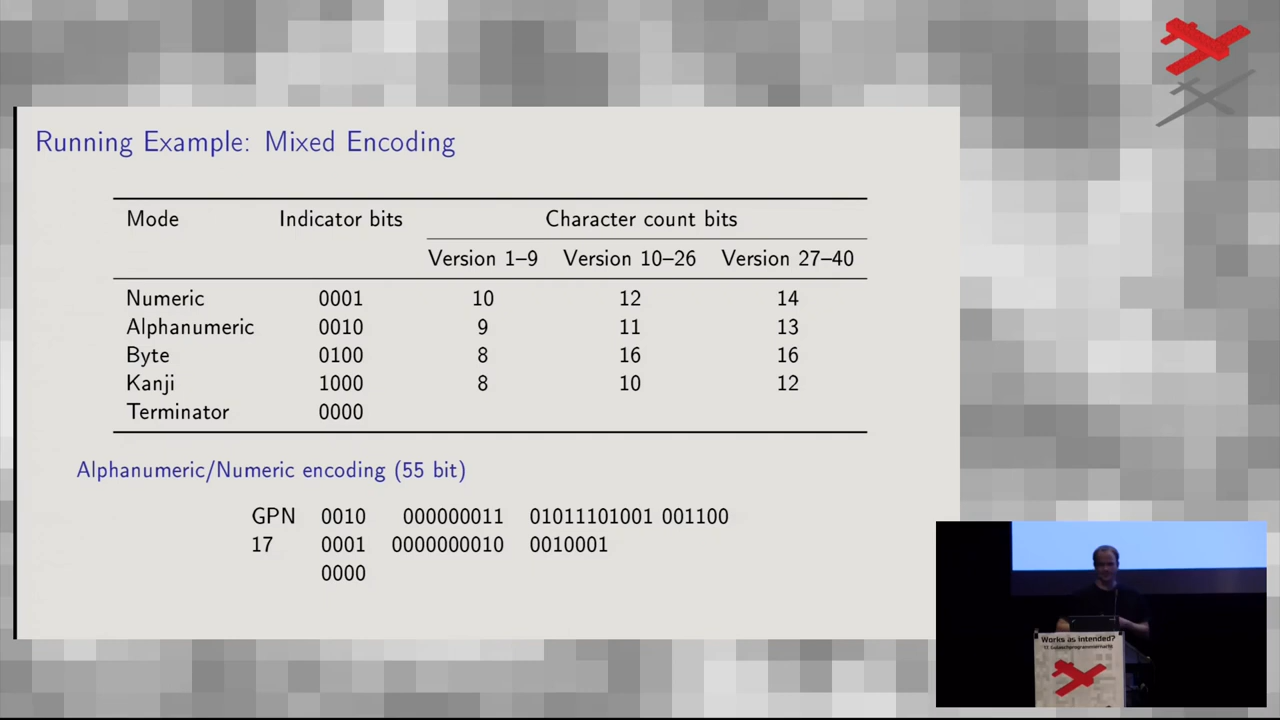 Running Example: Mixed Encoding
Mode Indicator bits Character count bits
Version 1–9 Version 10–26 Version 27–40
Numeric 0001 10 12 14
Alphanumeric 0010 9 11 13
Byte 0100 8 16 16
Kanji 1000 8 10 12
Terminator 0000
Alphanumeric/Numeric encoding (55 bit)
GPN 0010 000000011 01011101001 001100
17 0001 0000000010 0010001
0000
Works as intended?